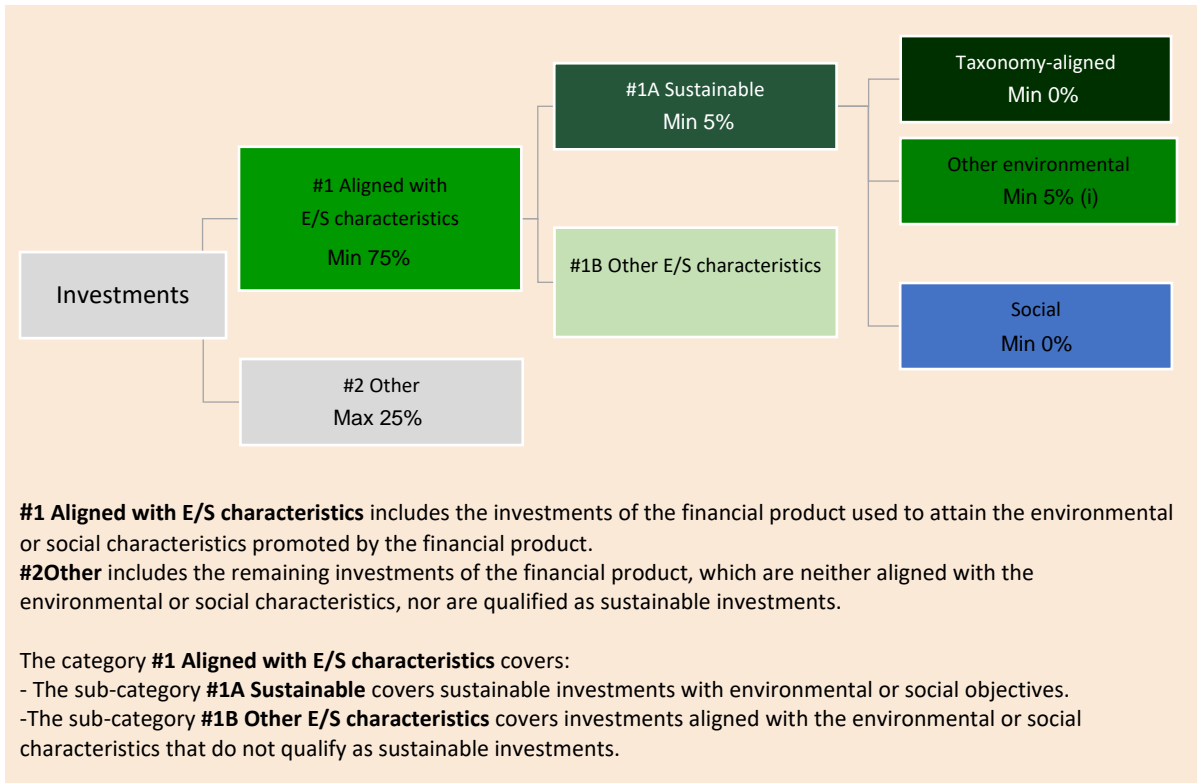 Investments
#1 Aligned with
E/S characteristics
Min 75%
#2 Other
Max 25%
#1A Sustainable
Min 5%
#1B Other E/S characteristics
Taxonomy-aligned
Min 0%
Other environmental
Min 5% (i)
Social
Min 0%
#1 Aligned with E/S characteristics includes the investments of the financial product used to attain the environmental
or social characteristics promoted by the financial product.
#2Other includes the remaining investments of the financial product, which are neither aligned with the
environmental or social characteristics, nor are qualified as sustainable investments.
The category #1 Aligned with E/S characteristics covers:
- The sub-category #1A Sustainable covers sustainable investments with environmental or social objectives.
-The sub-category #1B Other E/S characteristics covers investments aligned with the environmental or social
characteristics that do not qualify as sustainable investments.